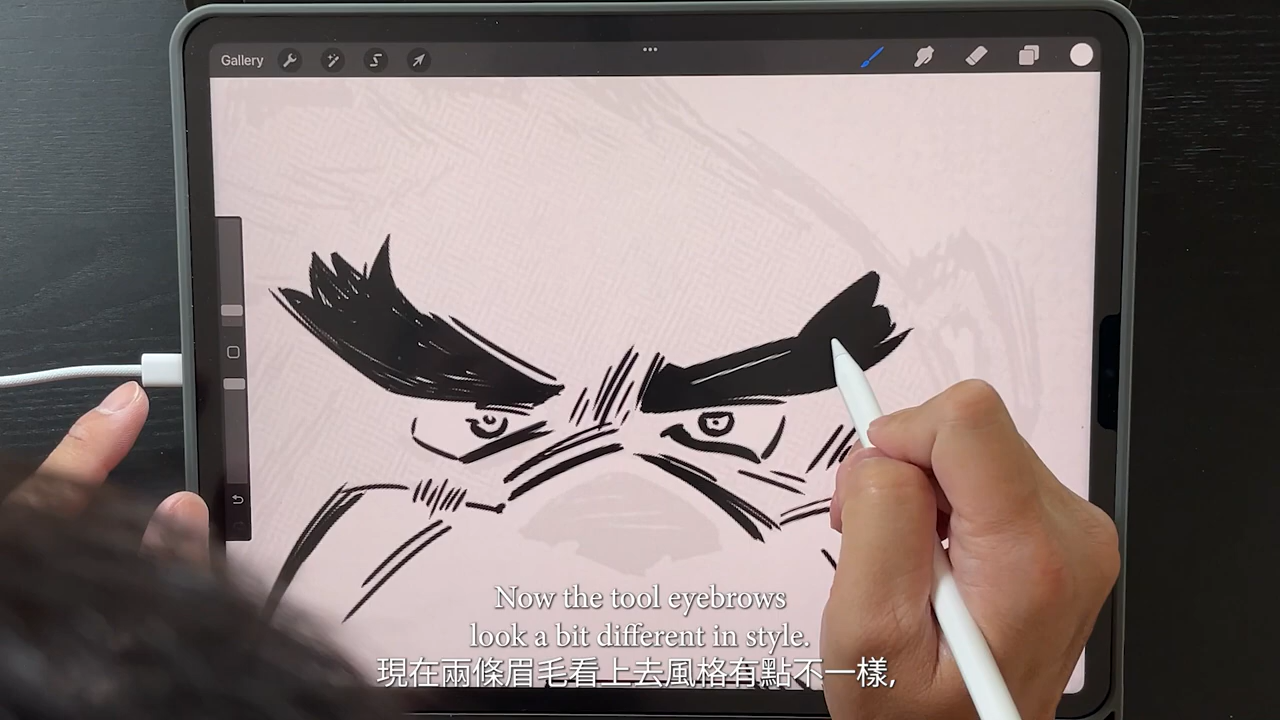 Gallery
Now the tool eyebrows
look a bit different in style.
現在兩條眉毛看上去風格有點不一樣,